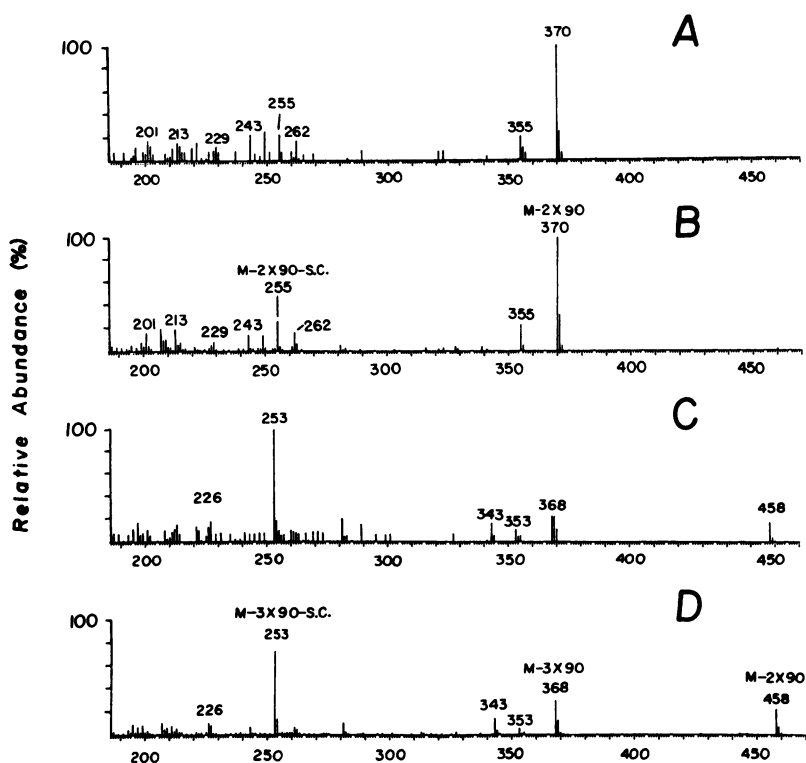 Relative Abundance (%)
A
100
370
255
201 213 229 243 262 355
200 250 300 350 400 450
B
M-2X90
100
370
M-2X90-S.C.
255
201 213 229 243 262 355
200 250 300 350 400 450
C
253
100
226 343 353 368 458
200 250 300 350 400 450
D
M-3X90-S.C.
100
253
M-3X90
368
M-2X90
458
226 343 353
200 250 300 350 400 450